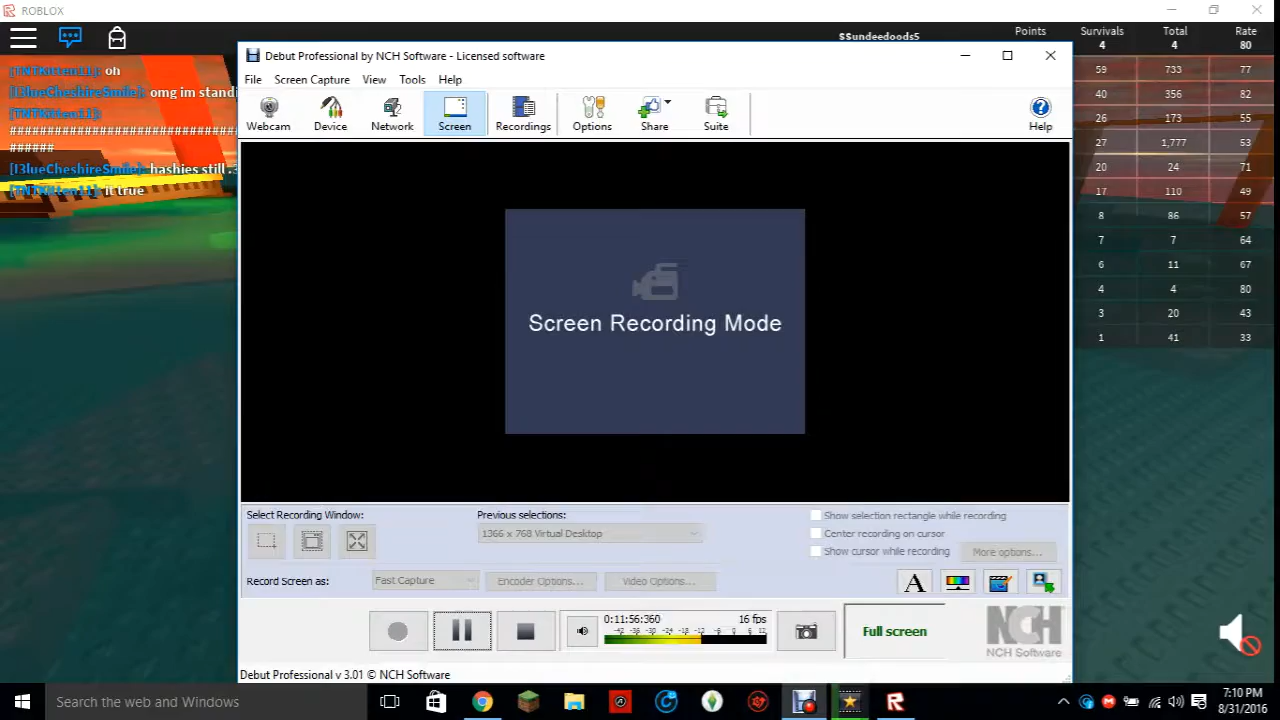 ROBLOX
$$undeedoods5
Points
Survivals
Total
Rate
4
4
80
59 733 77
40 356 82
26 173 55
27 1,777 53
20 24 71
17 110 49
8 86 57
7 7 64
6 11 67
4 4 80
3 20 43
1 41 33
[TNTKitten11]: oh
[I3lueCheshireSmile]: omg im standi
[TNTKitten11]:
######
[I3lueCheshireSmile]: hashies still .3
[TNTKitten11]: it true
Debut Professional by NCH Software - Licensed software
File Screen Capture View Tools Help
Webcam Device Network Screen Recordings Options Share Suite Help
Screen Recording Mode
Select Recording Window:
Previous selections:
1366 x 768 Virtual Desktop
Show selection rectangle while recording
Center recording on cursor
Show cursor while recording
More options...
Record Screen as:
Fast Capture
Encoder Options...
Video Options...
A
0:11:56:360 16 fps
Full screen
NCH
NCH Software
Debut Professional v 3.01 © NCH Software
Search the web and Windows
7:10 PM
8/31/2016